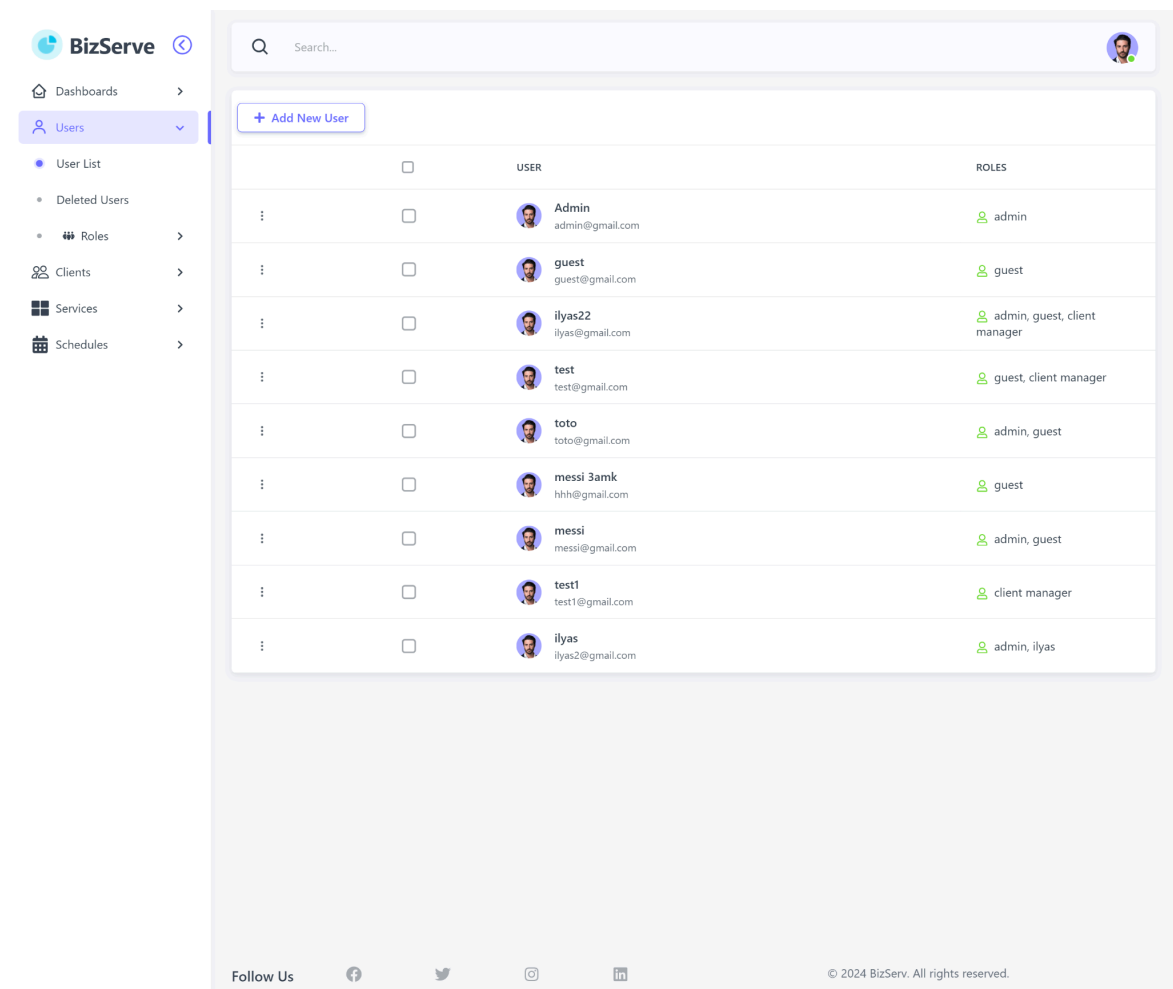 BizServe
Search...
Dashboards
Users
User List
Deleted Users
Roles
Clients
Services
Schedules
+ Add New User
USER ROLES
Admin
admin@gmail.com
admin
guest
guest@gmail.com
guest
ilyas22
ilyas@gmail.com
admin, guest, client
manager
test
test@gmail.com
guest, client manager
toto
toto@gmail.com
admin, guest
messi 3amk
hhh@gmail.com
guest
messi
messi@gmail.com
admin, guest
test1
test1@gmail.com
client manager
ilyas
ilyas2@gmail.com
admin, ilyas
Follow Us
© 2024 BizServ. All rights reserved.